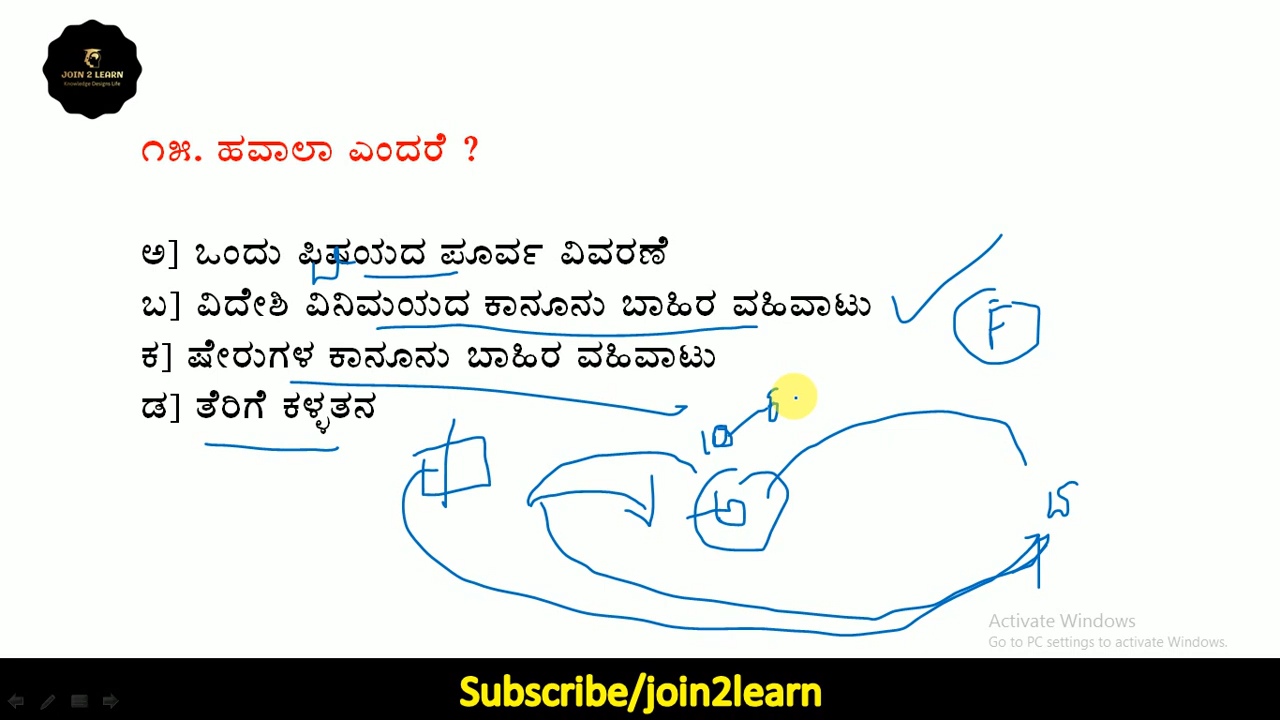 JOIN 2 LEARN
Knowledge Designs Life
೧೫. ಹವಾಲಾ ಎಂದರೆ ?
ಅ] ಒಂದು ವಿಷಯದ ಪೂರ್ವ ವಿವರಣೆ
ಬ] ವಿದೇಶಿ ವಿನಿಮಯದ ಕಾನೂನು ಬಾಹಿರ ವಹಿವಾಟು
F
ಕ] ಷೇರುಗಳ ಕಾನೂನು ಬಾಹಿರ ವಹಿವಾಟು
ಡ] ತೆರಿಗೆ ಕಳ್ಳತನ
Activate Windows
Go to PC settings to activate Windows.
Subscribe/join2learn